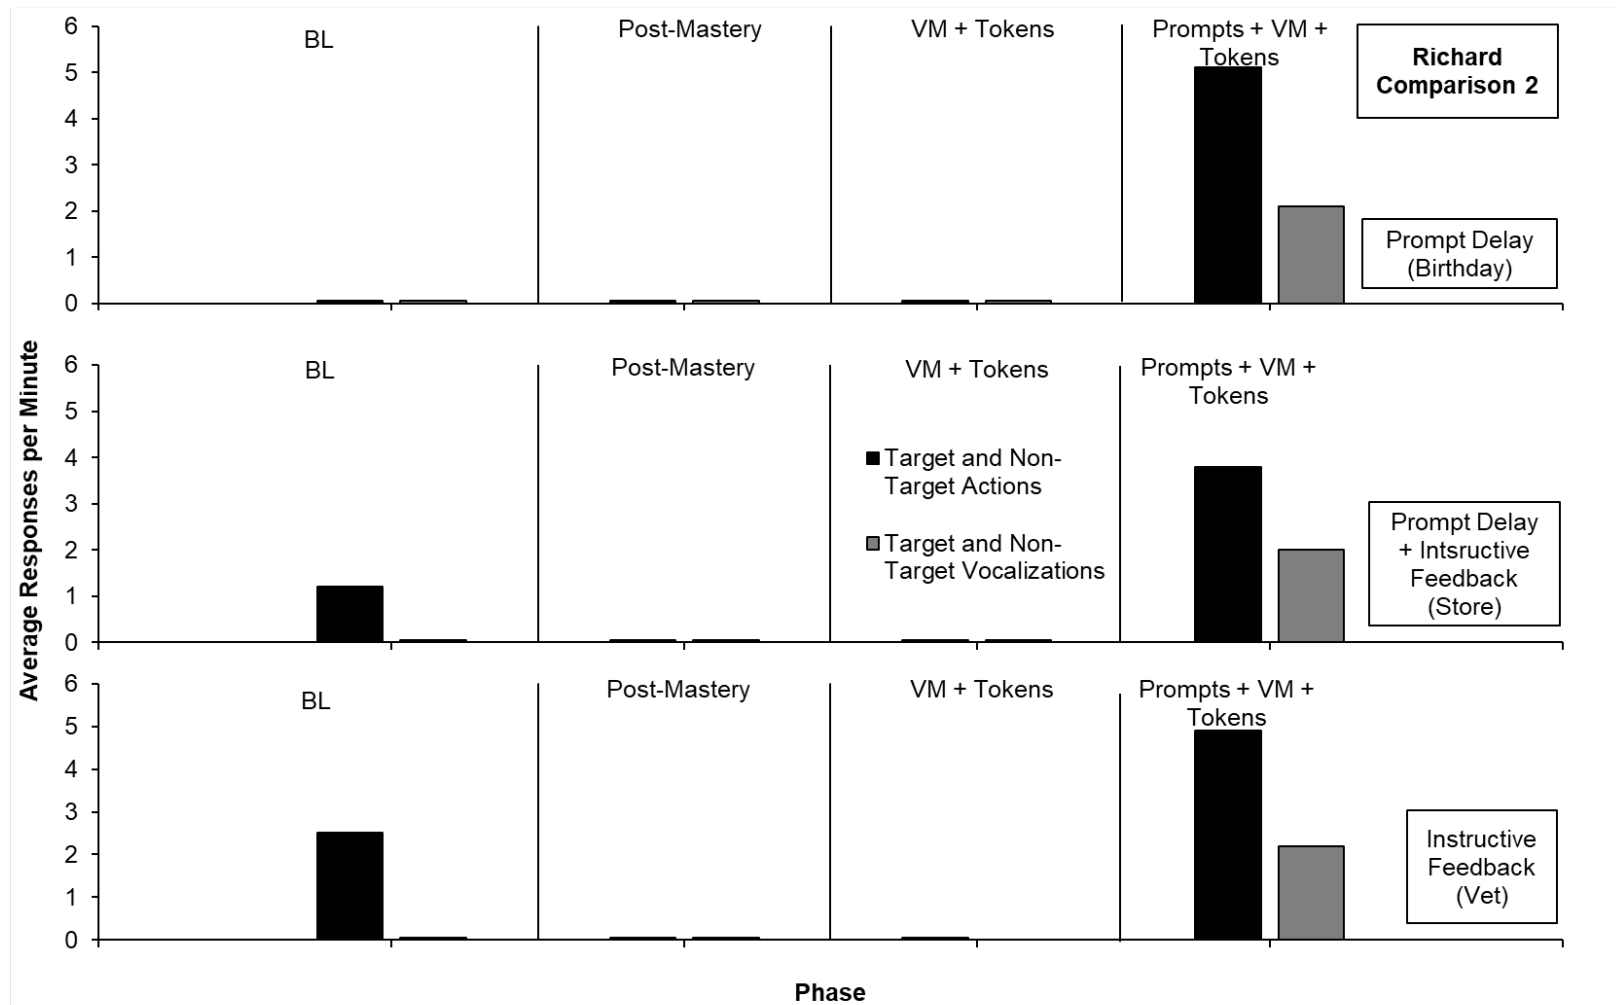 Average Responses per Minute
6
5
4
3
2
1
0
BL
Post-Mastery
VM + Tokens
Prompts + VM +
Tokens
Richard
Comparison 2
Prompt Delay
(Birthday)
6
5
4
3
2
1
0
BL
Post-Mastery
VM + Tokens
Prompts + VM +
Tokens
Target and Non-
Target Actions
Target and Non-
Target Vocalizations
Prompt Delay
+ Intsructive
Feedback
(Store)
6
5
4
3
2
1
0
BL
Post-Mastery
VM + Tokens
Prompts + VM +
Tokens
Instructive
Feedback
(Vet)
Phase